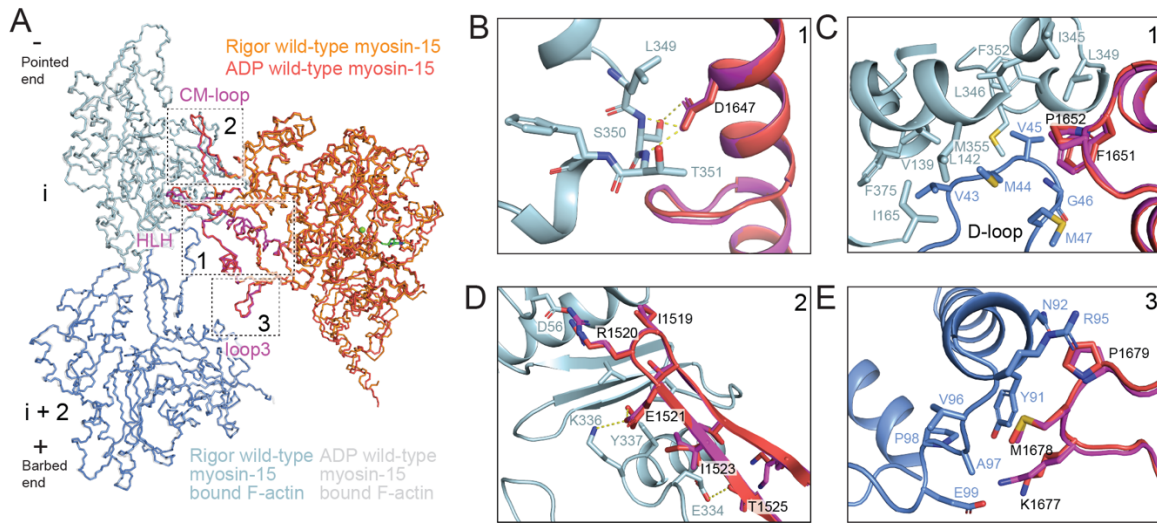 A
-
Pointed
end
Rigor wild-type myosin-15
ADP wild-type myosin-15
CM-loop
2
i
HLH
1
3
loop3
i + 2
+
Barbed
end
Rigor wild-type
myosin-15
bound F-actin
ADP wild-type
myosin-15
bound F-actin
B
1
L349
D1647
S350
T351
C
1
I345
F352
L349
L346
P1652
V45
M355
F1651
V139
L142
F375
M44
G46
V43
I165
D-loop
M47
D
2
D56
I1519
R1520
K336
E1521
Y337
I1523
E334
T1525
E
3
N92
R95
P1679
V96
Y91
P98
A97
M1678
E99
K1677